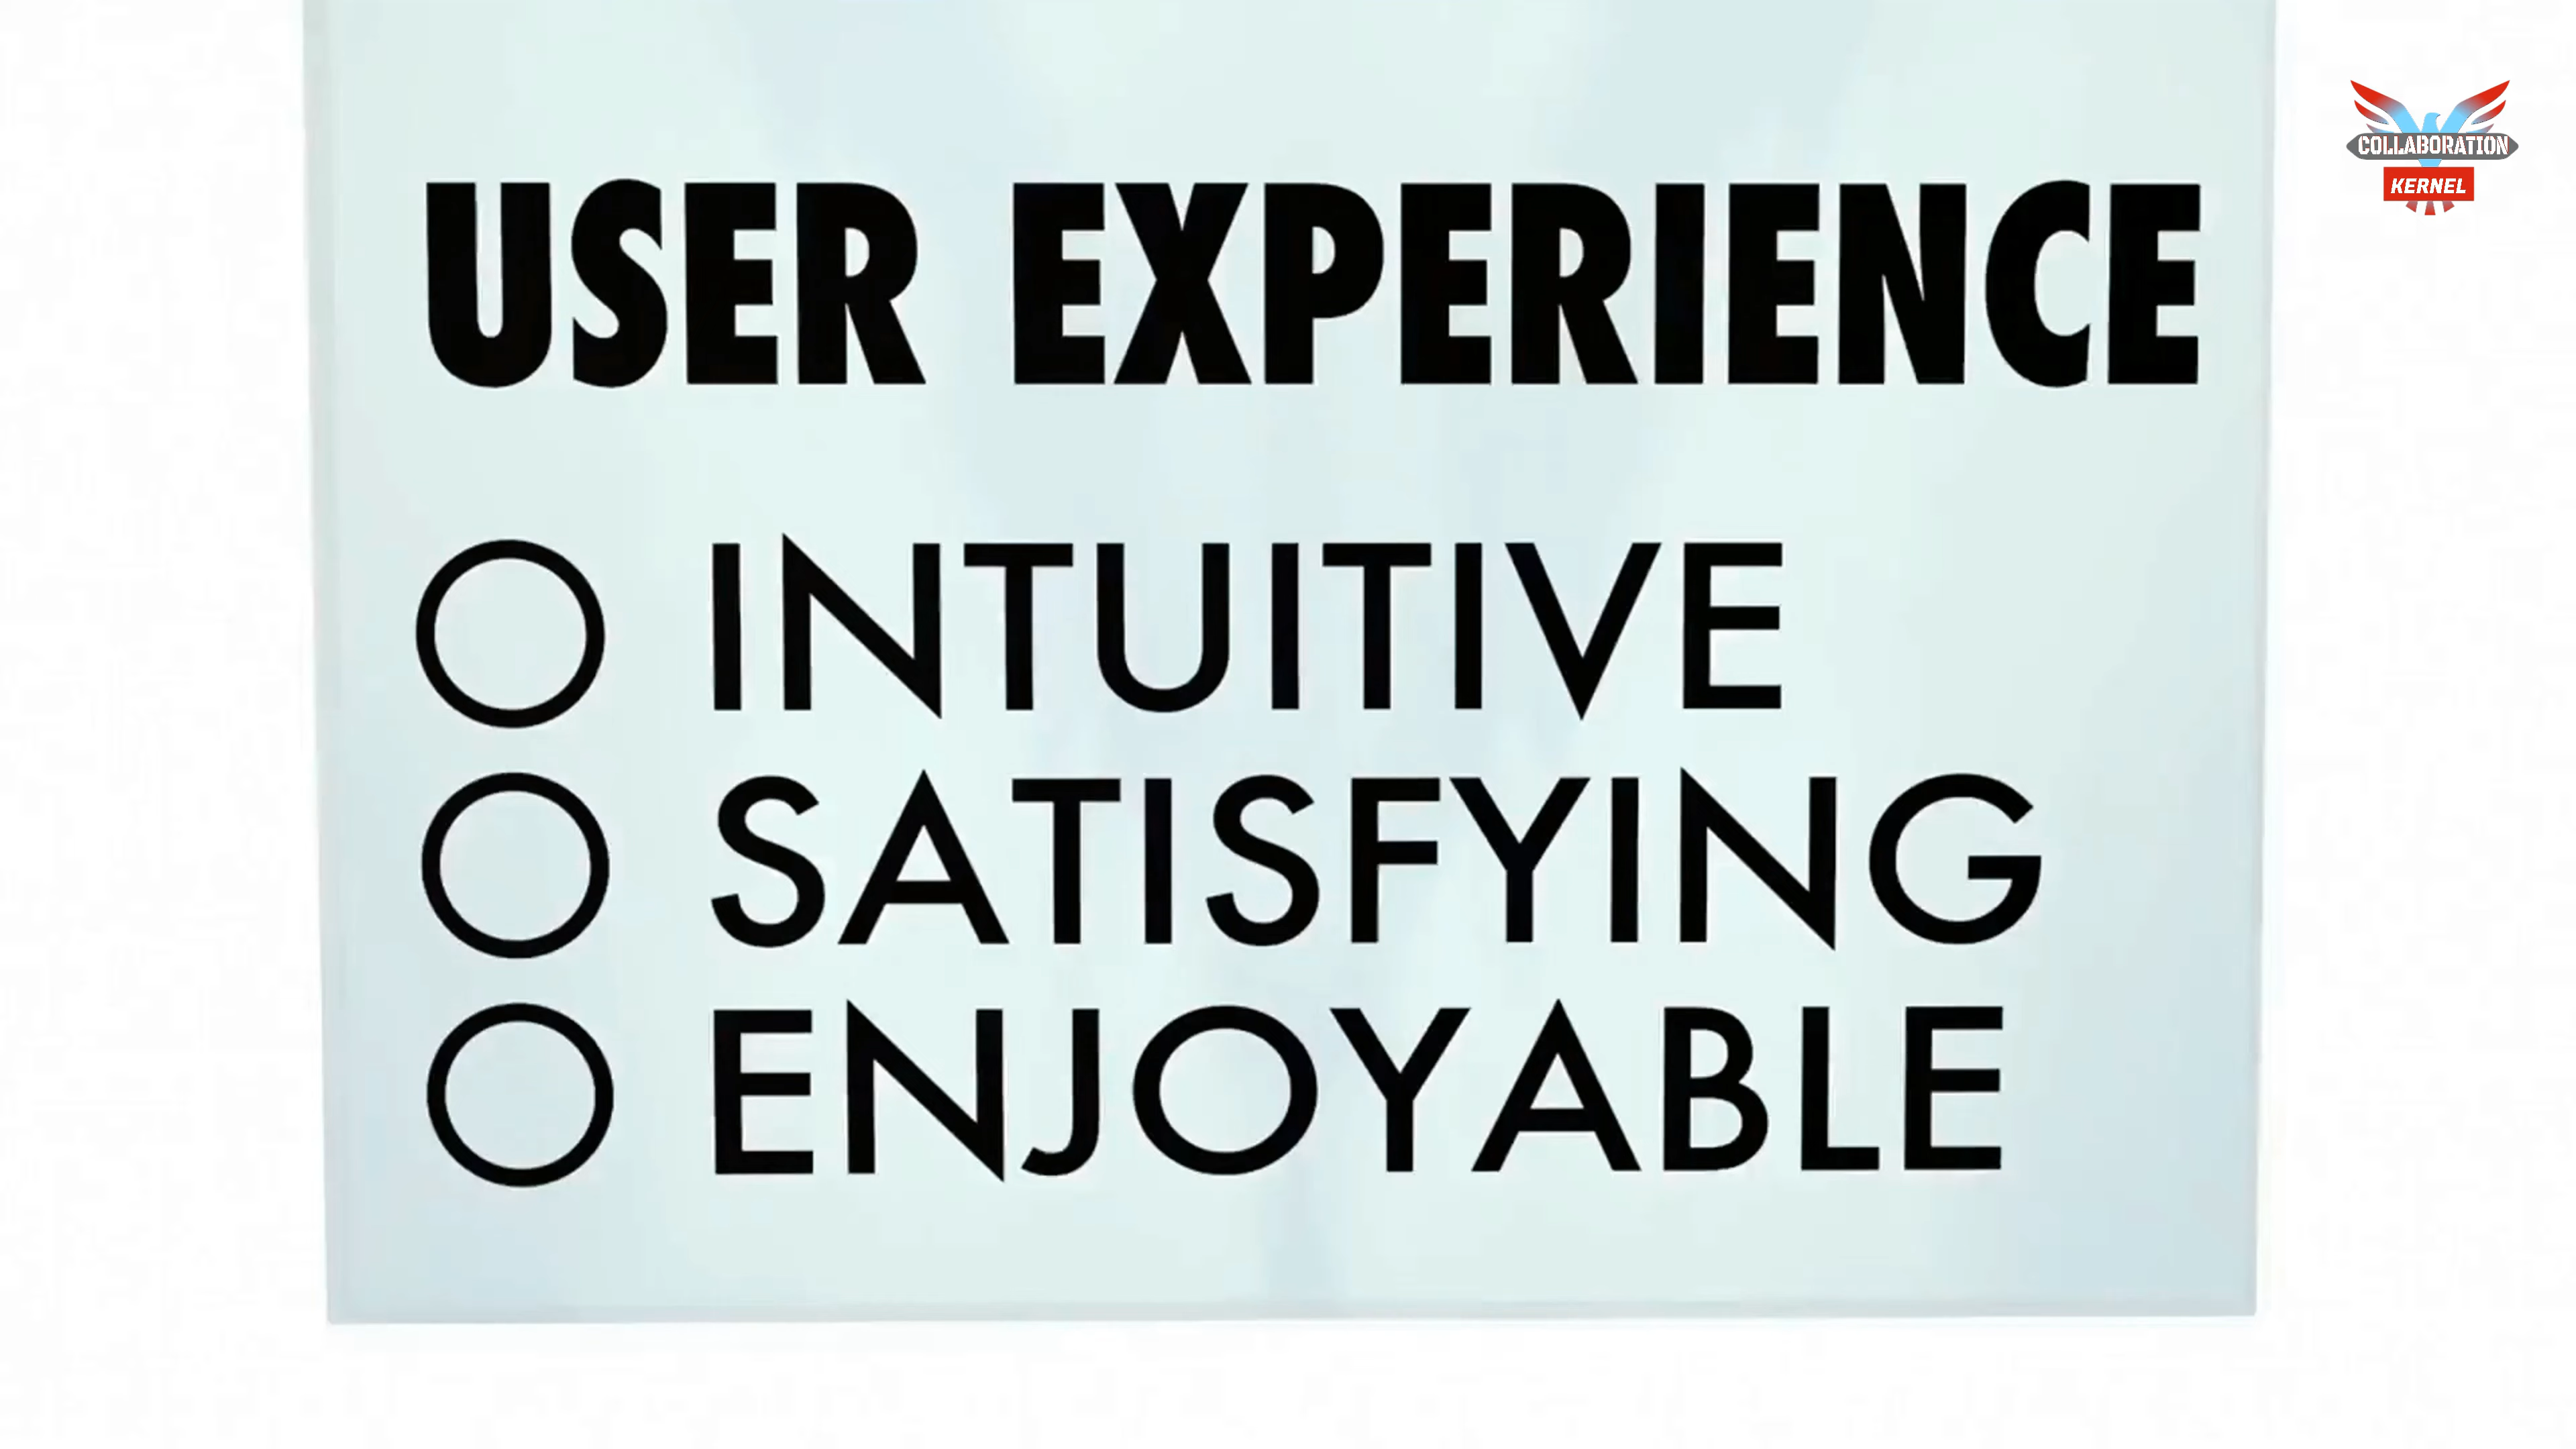 COLLABORATION
KERNEL
USER EXPERIENCE
INTUITIVE
SATISFYING
ENJOYABLE